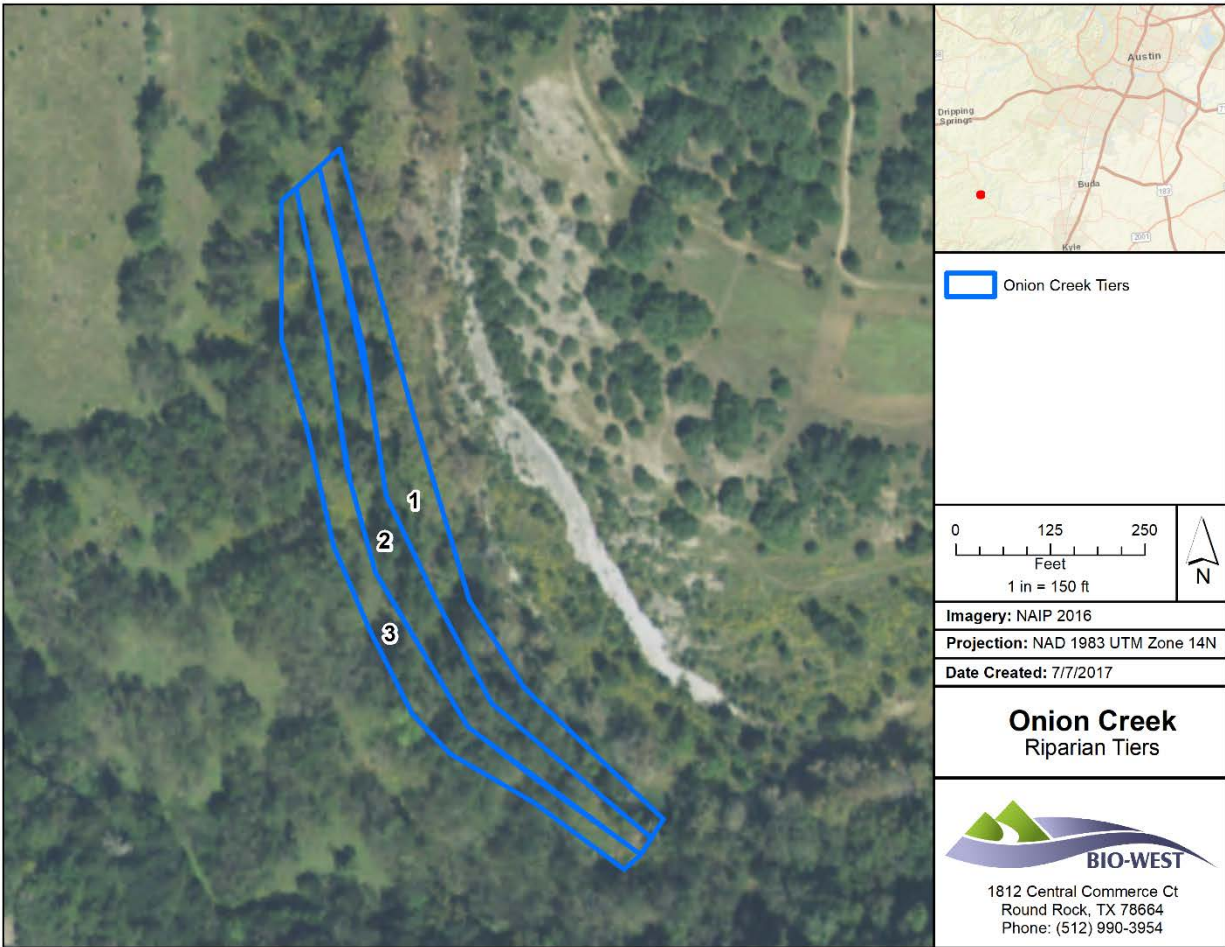 1
2
3
Austin
Dripping
Springs
Buda
183
2001
Kyle
Onion Creek Tiers
0 125 250
Feet
1 in = 150 ft
N
Imagery: NAIP 2016
Projection: NAD 1983 UTM Zone 14N
Date Created: 7/7/2017
Onion Creek
Riparian Tiers
BIO-WEST
1812 Central Commerce Ct
Round Rock, TX 78664
Phone: (512) 990-3954